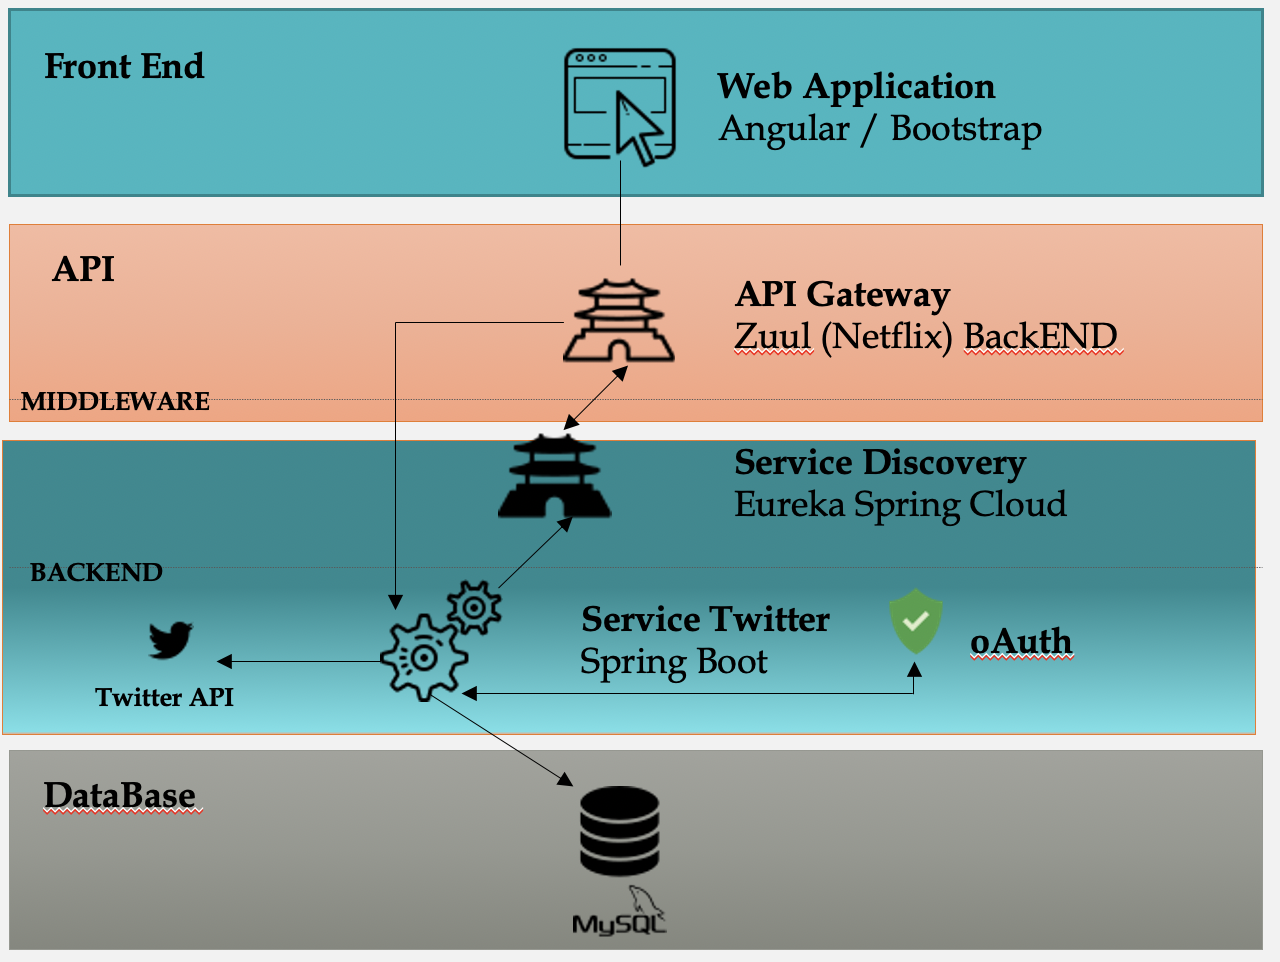 Front End
Web Application
Angular / Bootstrap
API
API Gateway
Zuul (Netflix) BackEND
MIDDLEWARE
Service Discovery
Eureka Spring Cloud
BACKEND
Service Twitter
Spring Boot
oAuth
Twitter API
DataBase
MySQL